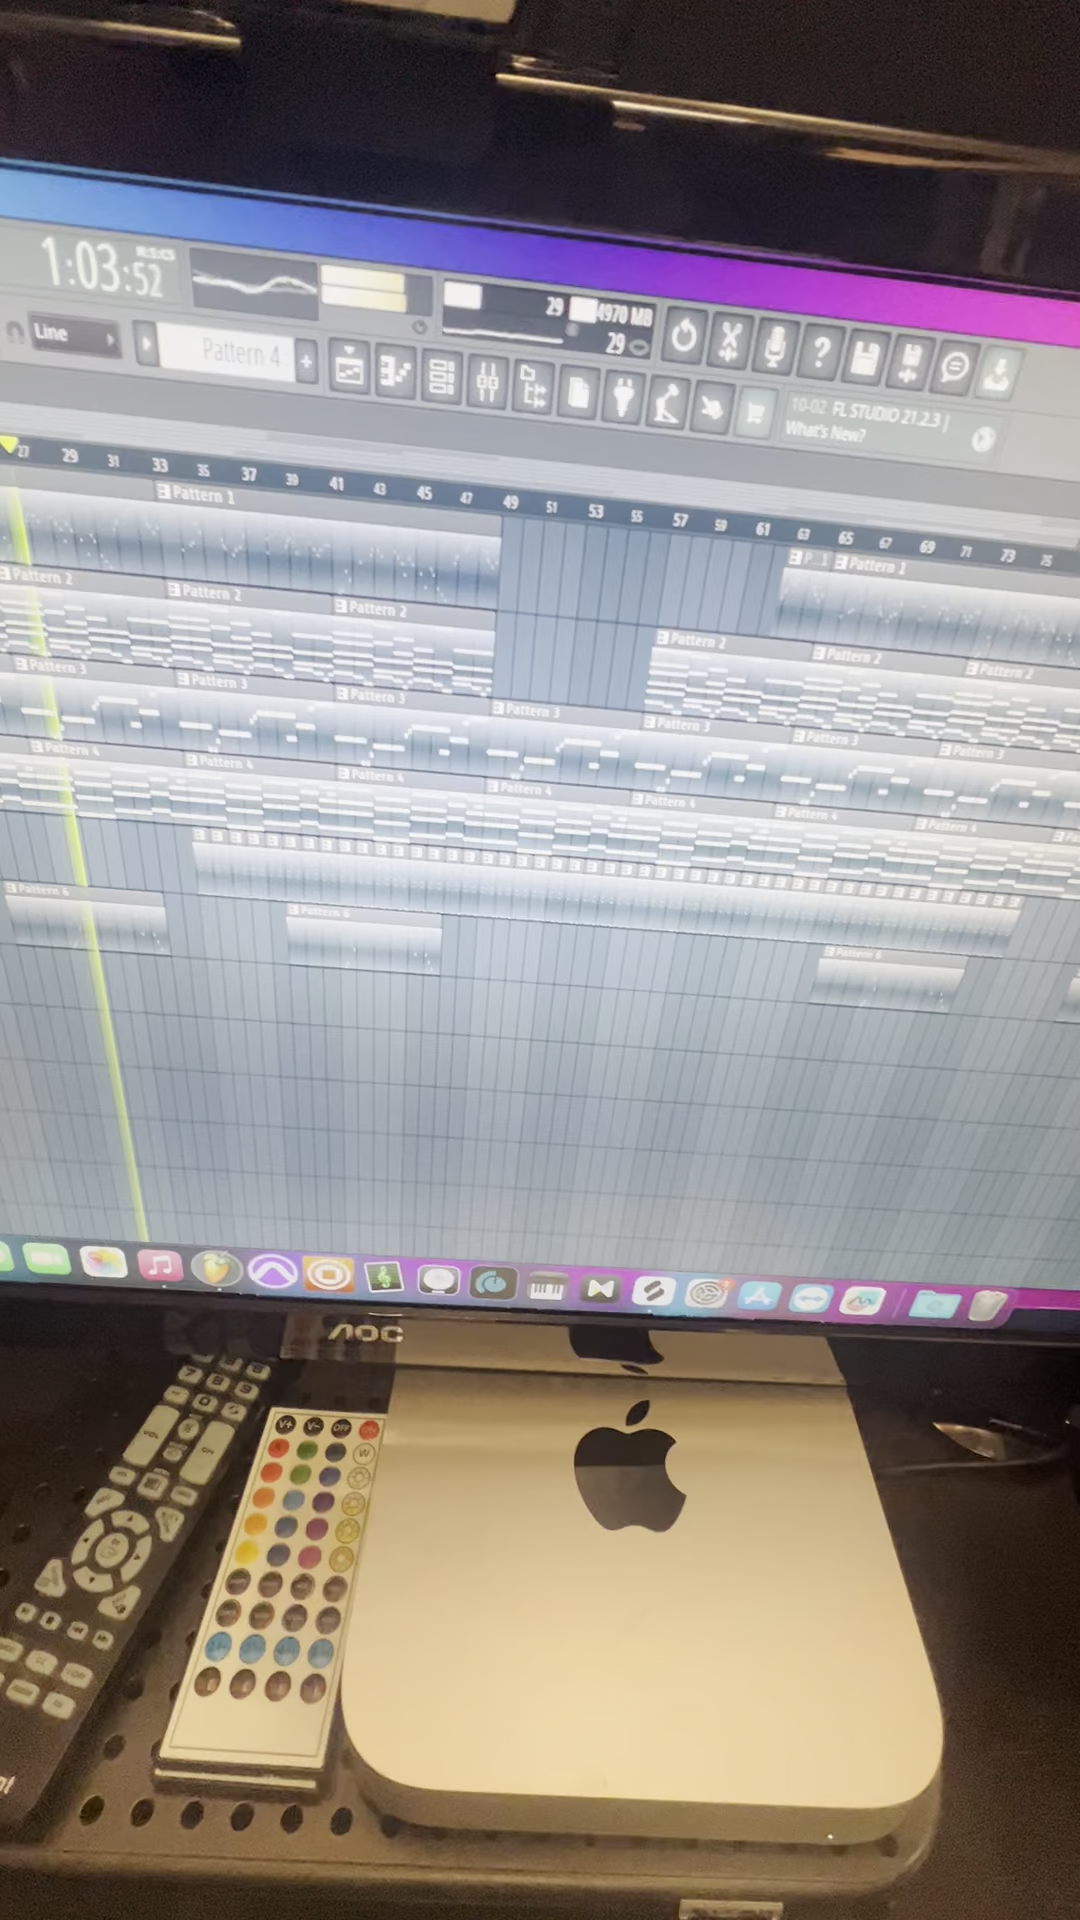 1:03:52
M:S:CS
29
4970 MB
29
Line
Pattern 4
10-02 FL STUDIO 21.2.3 |
What's New?
27 29 31 33 35 37 39 41 43 45 47 49 51 53 55 57 59 61 63 65 67 69 71 73 75
Pattern 1
P..1
Pattern 1
Pattern 2
Pattern 2
Pattern 2
Pattern 2
Pattern 2
Pattern 2
Pattern 3
Pattern 3
Pattern 3
Pattern 3
Pattern 3
Pattern 3
Pattern 3
Pattern 4
Pattern 4
Pattern 4
Pattern 4
Pattern 4
Pattern 4
Pattern 4
Pattern 6
Pattern 6
Pattern 6
AOC
V+ V- OFF ON
W
VOL
CH